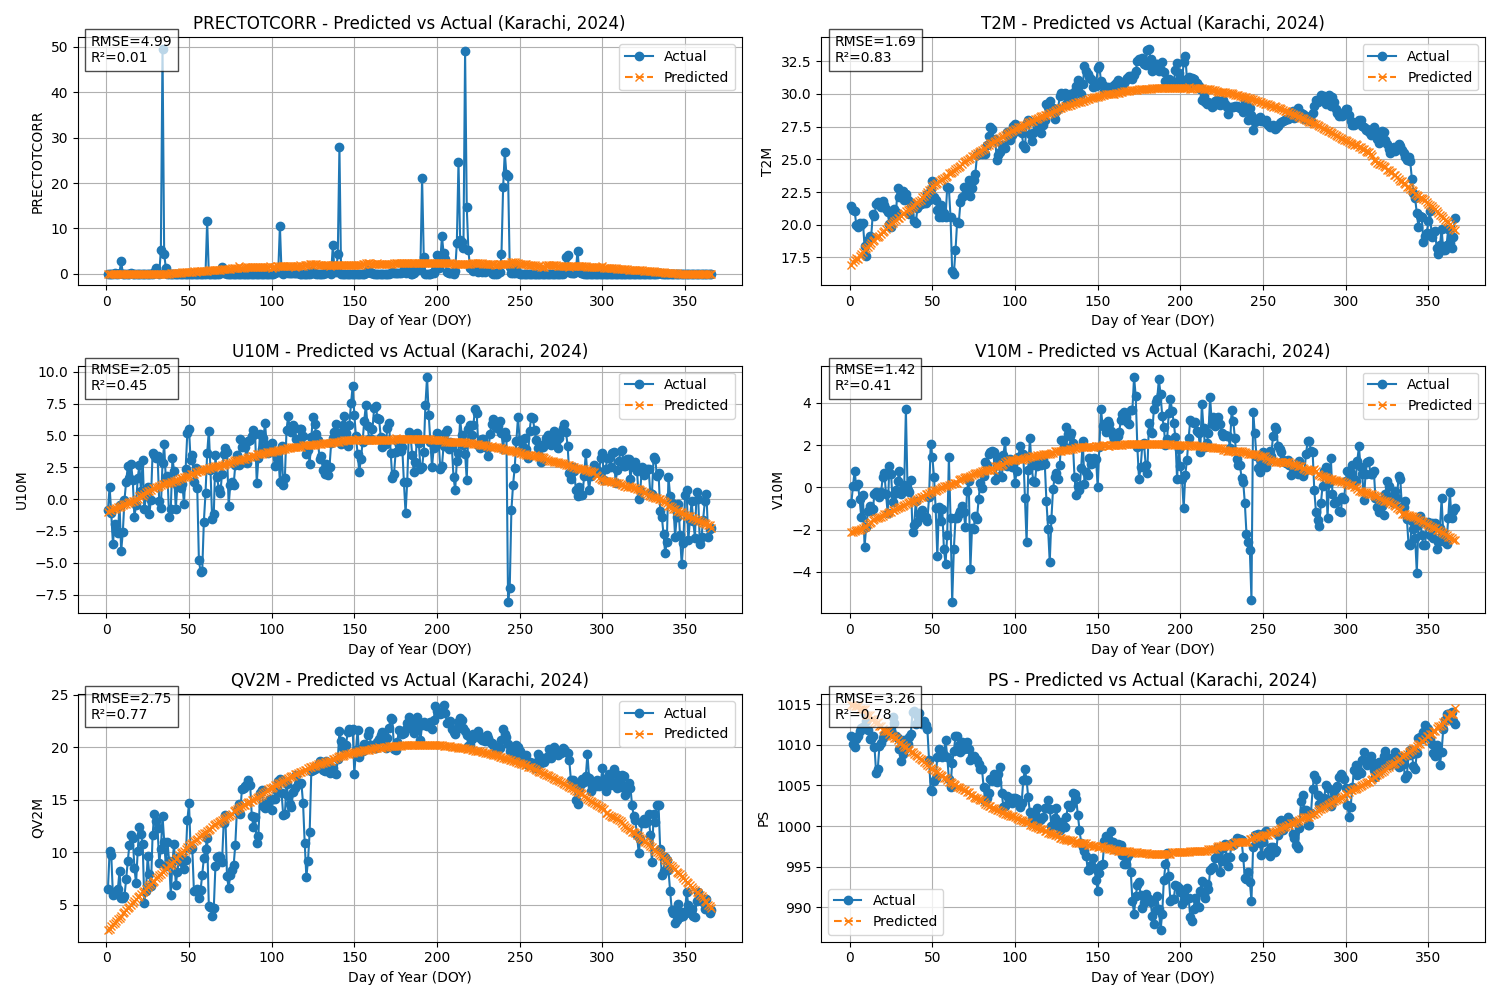 PRECTOTCORR - Predicted vs Actual (Karachi, 2024)
RMSE=4.99
R²=0.01
Actual
Predicted
50
40
30
20
10
0
PRECTOTCORR
0 50 100 150 200 250 300 350
Day of Year (DOY)
T2M - Predicted vs Actual (Karachi, 2024)
RMSE=1.69
R²=0.83
Actual
Predicted
32.5
30.0
27.5
25.0
22.5
20.0
17.5
T2M
0 50 100 150 200 250 300 350
Day of Year (DOY)
U10M - Predicted vs Actual (Karachi, 2024)
RMSE=2.05
R²=0.45
Actual
Predicted
10.0
7.5
5.0
2.5
0.0
−2.5
−5.0
−7.5
U10M
0 50 100 150 200 250 300 350
Day of Year (DOY)
V10M - Predicted vs Actual (Karachi, 2024)
RMSE=1.42
R²=0.41
Actual
Predicted
4
2
0
−2
−4
V10M
0 50 100 150 200 250 300 350
Day of Year (DOY)
QV2M - Predicted vs Actual (Karachi, 2024)
RMSE=2.75
R²=0.77
Actual
Predicted
25
20
15
10
5
QV2M
0 50 100 150 200 250 300 350
Day of Year (DOY)
PS - Predicted vs Actual (Karachi, 2024)
RMSE=3.26
R²=0.78
1015
1010
1005
1000
995
990
PS
Actual
Predicted
0 50 100 150 200 250 300 350
Day of Year (DOY)